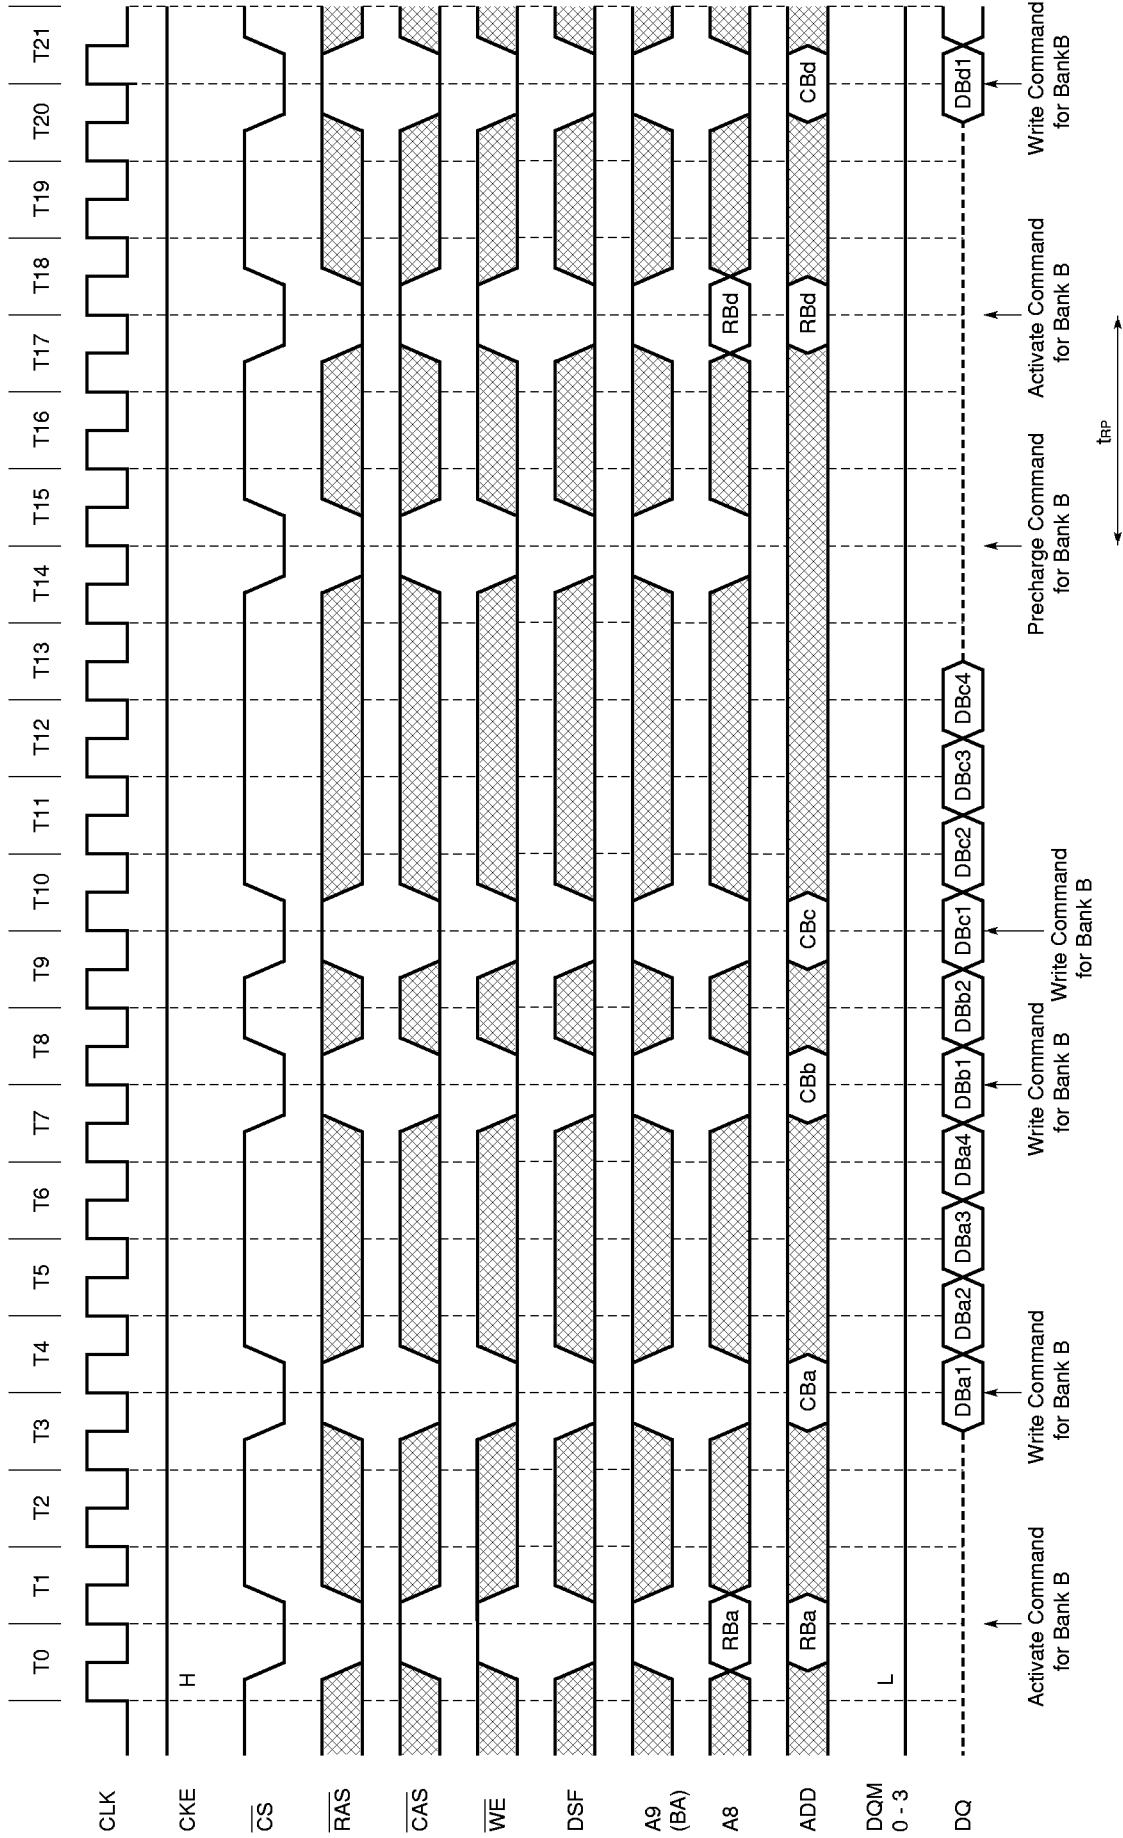 T0 T1 T2 T3 T4 T5 T6 T7 T8 T9 T10 T11 T12 T13 T14 T15 T16 T17 T18 T19 T20 T21
CLK
CKE H
CS
RAS
CAS
WE
DSF
A9
(BA)
A8 RBa RBd
ADD RBa CBa CBb CBc RBd CBd
DQM
0 - 3 L
DQ DBa1 DBa2 DBa3 DBa4 DBb1 DBb2 DBc1 DBc2 DBc3 DBc4 DBd1
Activate Command
for Bank B
Write Command
for Bank B
Write Command
for Bank B
Write Command
for Bank B
Precharge Command
for Bank B
Activate Command
for Bank B
Write Command
for BankB
tRP